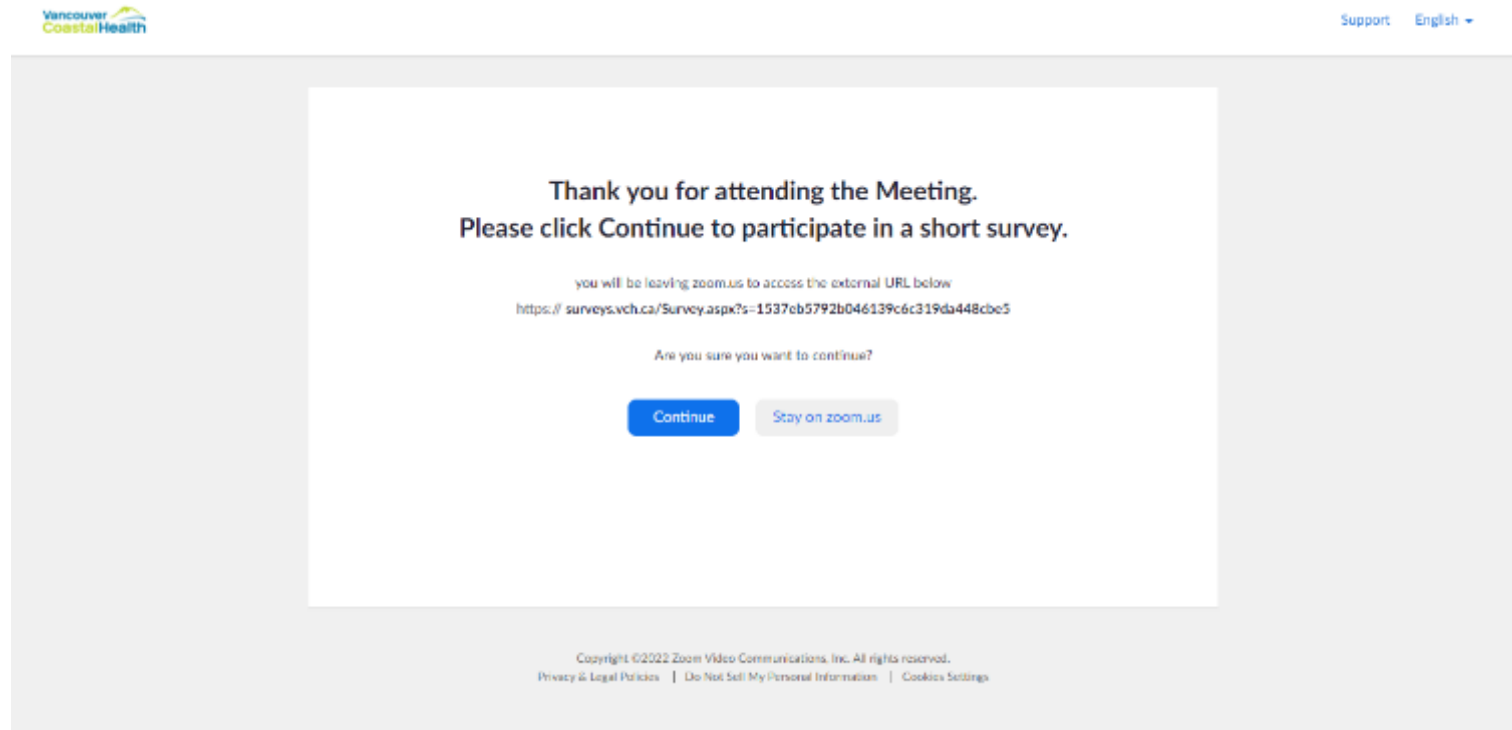 Vancouver
CoastalHealth
Support English
Thank you for attending the Meeting.
Please click Continue to participate in a short survey.
you will be leaving zoom.us to access the external URL below
https:// surveys.vch.ca/Survey.aspx?s=1537eb5792b046139c6c319da448cbe5
Are you sure you want to continue?
Continue Stay on zoom.us
Copyright ©2022 Zoom Video Communications, Inc. All rights reserved.
Privacy & Legal Policies | Do Not Sell My Personal Information | Cookies Settings